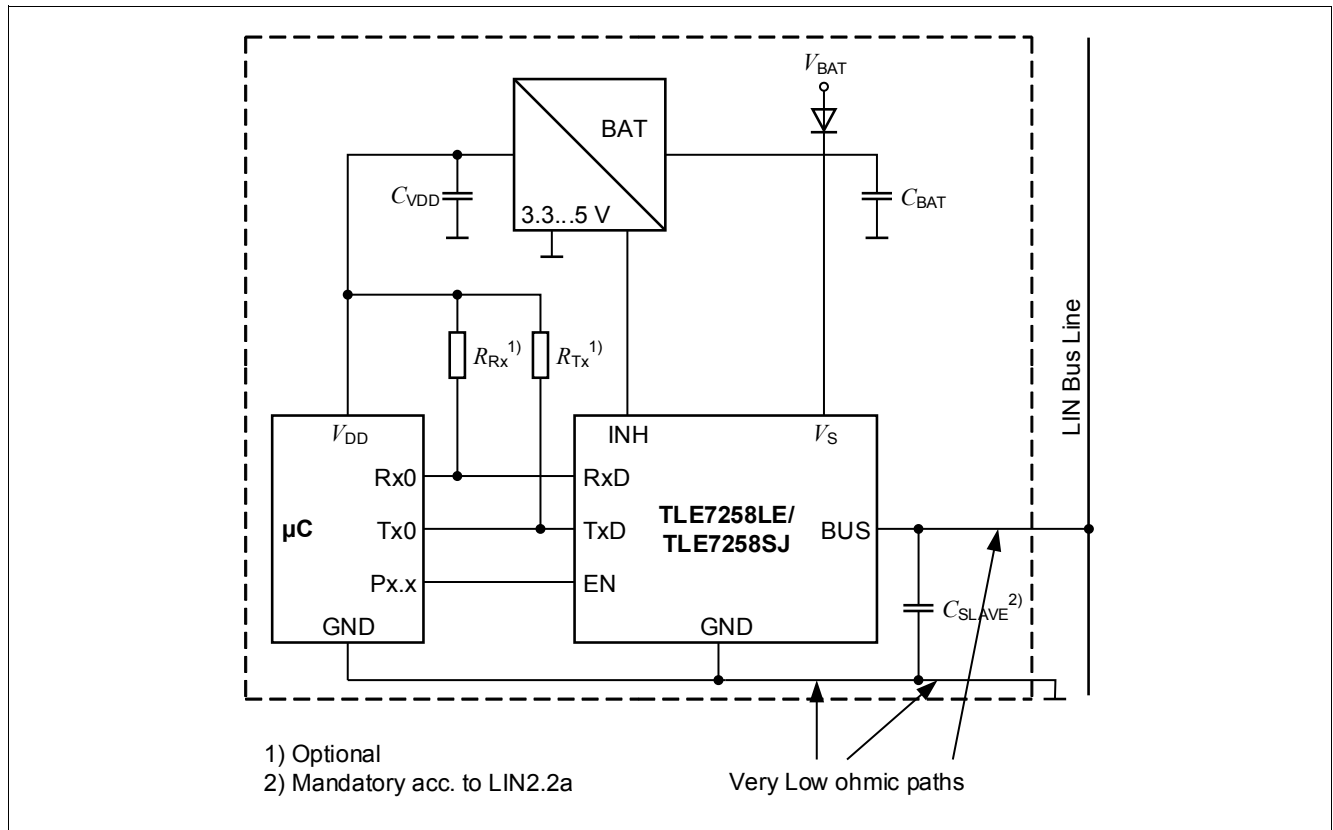 V_BAT
BAT
C_VDD
3.3...5 V
C_BAT
R_Rx 1)
R_Tx 1)
LIN Bus Line
V_DD
INH
V_S
Rx0
RxD
µC
Tx0
TxD
TLE7258LE/
TLE7258SJ
BUS
Px.x
EN
C_SLAVE 2)
GND
GND
1) Optional
2) Mandatory acc. to LIN2.2a
Very Low ohmic paths